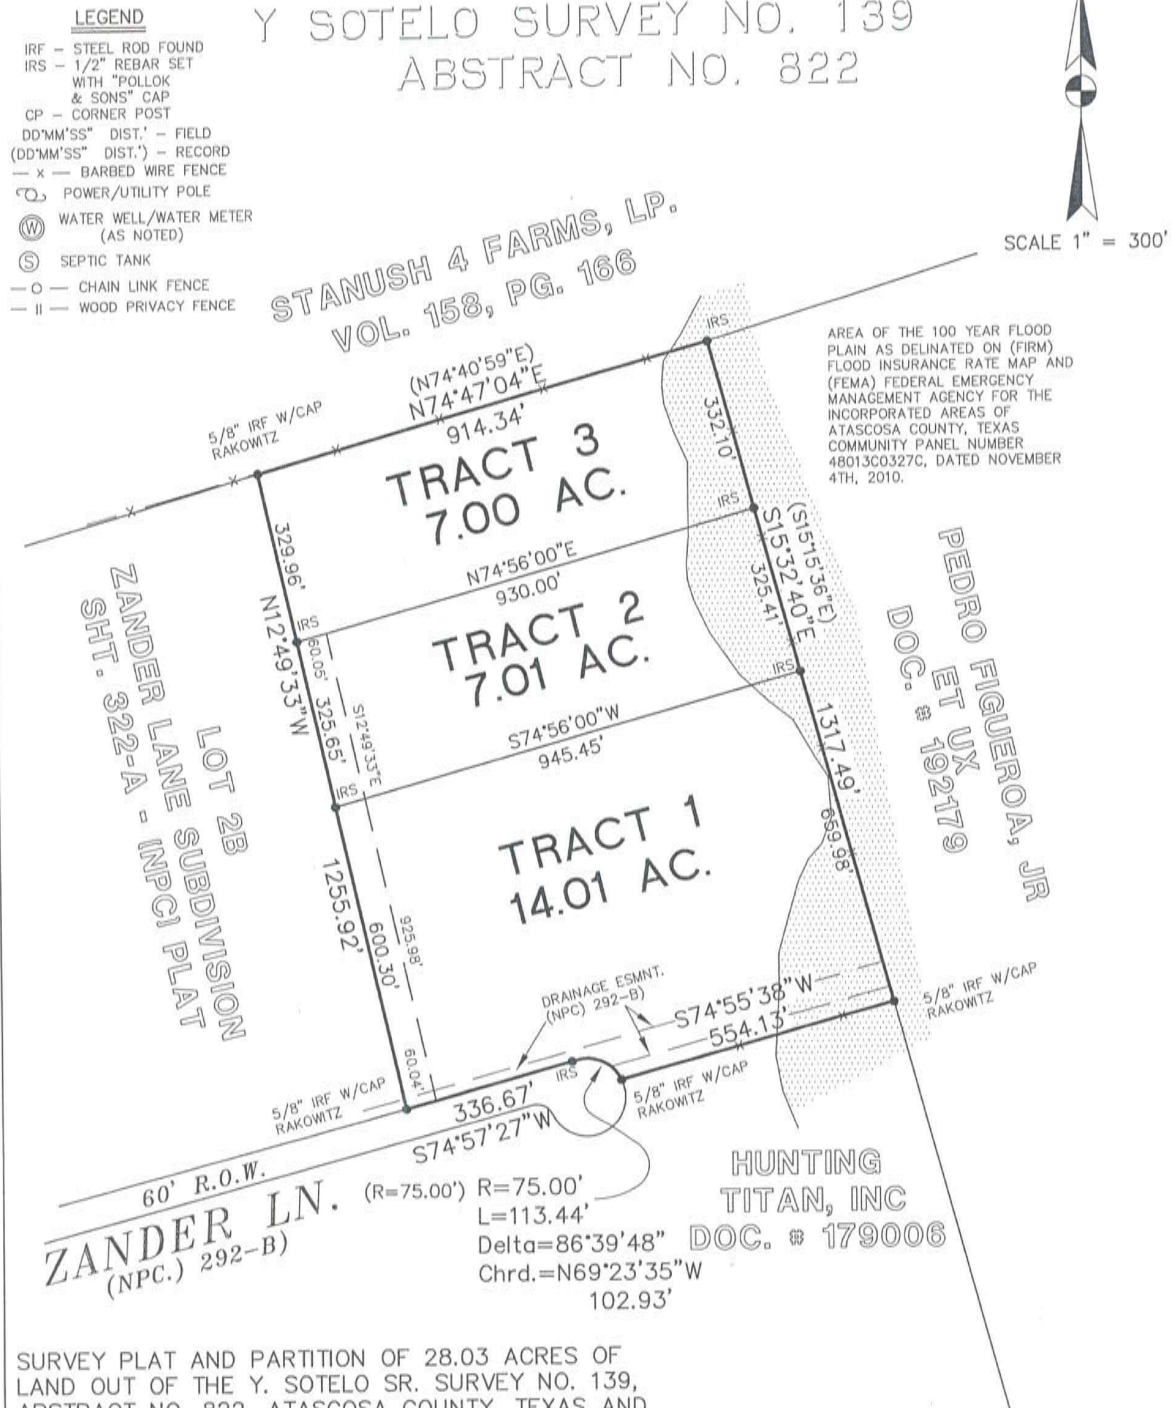 LEGEND
IRF - STEEL ROD FOUND
IRS - 1/2" REBAR SET
WITH "POLLOK
& SONS" CAP
CP - CORNER POST
DD°MM'SS" DIST.' - FIELD
(DD°MM'SS" DIST.') - RECORD
— x — BARBED WIRE FENCE
POWER/UTILITY POLE
W WATER WELL/WATER METER
(AS NOTED)
S SEPTIC TANK
— O — CHAIN LINK FENCE
— || — WOOD PRIVACY FENCE
Y SOTELO SURVEY NO. 139
ABSTRACT NO. 822
SCALE 1" = 300'
STANUSH 4 FARMS, LP.
VOL. 158, PG. 166
AREA OF THE 100 YEAR FLOOD
PLAIN AS DELINATED ON (FIRM)
FLOOD INSURANCE RATE MAP AND
(FEMA) FEDERAL EMERGENCY
MANAGEMENT AGENCY FOR THE
INCORPORATED AREAS OF
ATASCOSA COUNTY, TEXAS
COMMUNITY PANEL NUMBER
48013C0327C, DATED NOVEMBER
4TH, 2010.
IRS
(N74°40'59"E)
N74°47'04"E
914.34'
5/8" IRF W/CAP
RAKOWITZ
TRACT 3
7.00 AC.
332.10'
329.96'
IRS
N74°56'00"E
930.00'
(S15°15'36"E)
S15°32'40"E
325.41'
IRS
N12°49'33"W
60.05'
325.65'
S12°49'33"E
TRACT 2
7.01 AC.
IRS
S74°56'00"W
945.45'
IRS
1317.49'
659.98'
PEDRO FIGUEROA, JR
ET UX
DOC. # 192179
LOT 2B
ZANDER LANE SUBDIVISION
SHT. 322-A - INPCI PLAT
TRACT 1
14.01 AC.
1255.92'
600.30'
925.98'
60.04'
DRAINAGE ESMNT.
(NPC) 292-B)
S74°55'38"W
554.13'
5/8" IRF W/CAP
RAKOWITZ
5/8" IRF W/CAP
RAKOWITZ
IRS
5/8" IRF W/CAP
RAKOWITZ
336.67'
S74°57'27"W
60' R.O.W.
ZANDER LN.
(NPC.) 292-B)
(R=75.00') R=75.00'
L=113.44'
Delta=86°39'48"
Chrd.=N69°23'35"W
102.93'
HUNTING
TITAN, INC
DOC. # 179006
SURVEY PLAT AND PARTITION OF 28.03 ACRES OF
LAND OUT OF THE Y. SOTELO SR. SURVEY NO. 139,
ABSTRACT NO. 822, ATASCOSA COUNTY, TEXAS AND